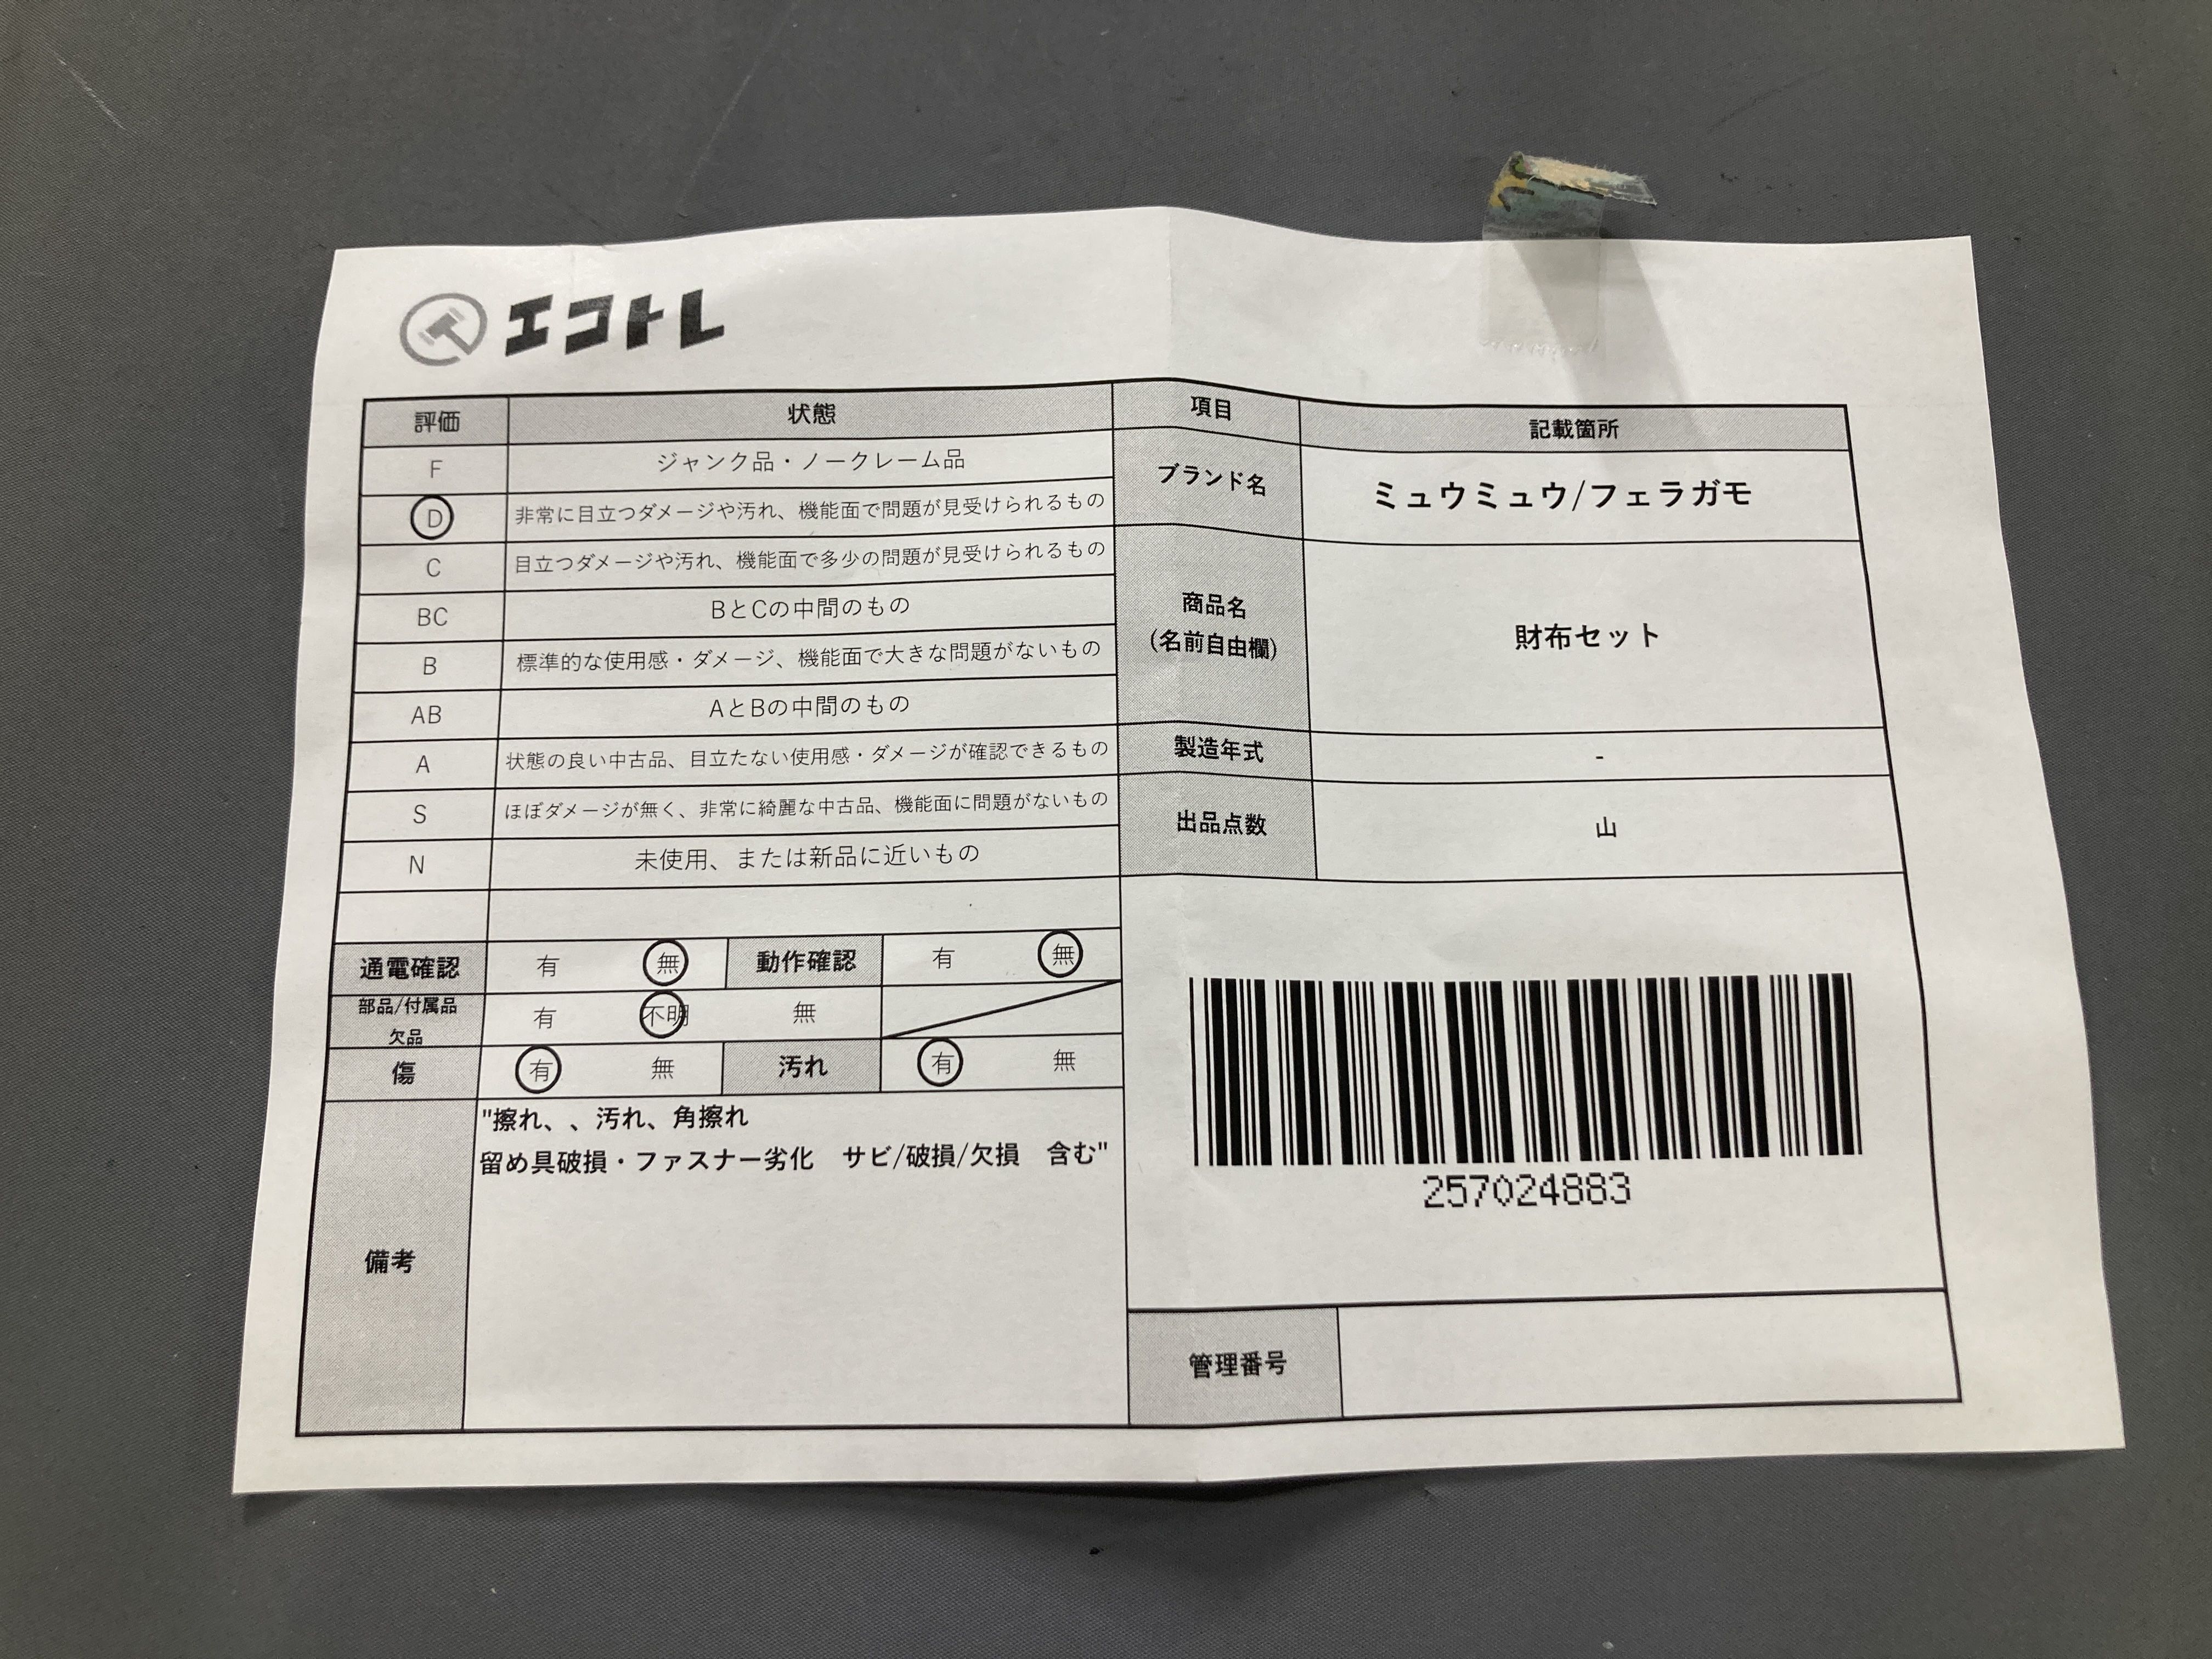 エコトレ
評価 状態 項目 記載箇所
F ジャンク品・ノークレーム品
D 非常に目立つダメージや汚れ、機能面で問題が見受けられるもの
ブランド名 ミュウミュウ/フェラガモ
C 目立つダメージや汚れ、機能面で多少の問題が見受けられるもの
BC BとCの中間のもの
商品名
(名前自由欄)
財布セット
B 標準的な使用感・ダメージ、機能面で大きな問題がないもの
AB AとBの中間のもの
A 状態の良い中古品、目立たない使用感・ダメージが確認できるもの
製造年式 -
S ほぼダメージが無く、非常に綺麗な中古品、機能面に問題がないもの
出品点数 山
N 未使用、または新品に近いもの
通電確認 有 無 動作確認 有 無
部品/付属品
欠品
有 不明 無
傷 有 無 汚れ 有 無
備考
"擦れ、、汚れ、角擦れ
留め具破損・ファスナー劣化 サビ/破損/欠損 含む"
257024883
管理番号